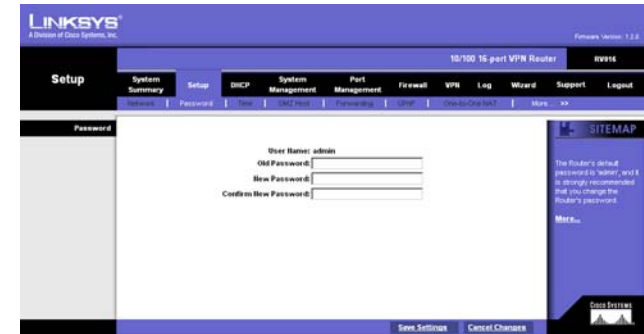 LINKSYS®
A Division of Cisco Systems, Inc.
Firmware Version: 1.2.0
10/100 16-port VPN Router
RV016
Setup
System Summary
Setup
DHCP
System Management
Port Management
Firewall
VPN
Log
Wizard
Support
Logout
Network | Password | Time | DMZ Host | Forwarding | UPnP | One-to-One NAT | More... >>
Password
User Name: admin
Old Password:
New Password:
Confirm New Password:
SITEMAP
The Router's default
password is 'admin', and it
is strongly recommended
that you change the
Router's password.
More...
Save Settings
Cancel Changes
CISCO SYSTEMS